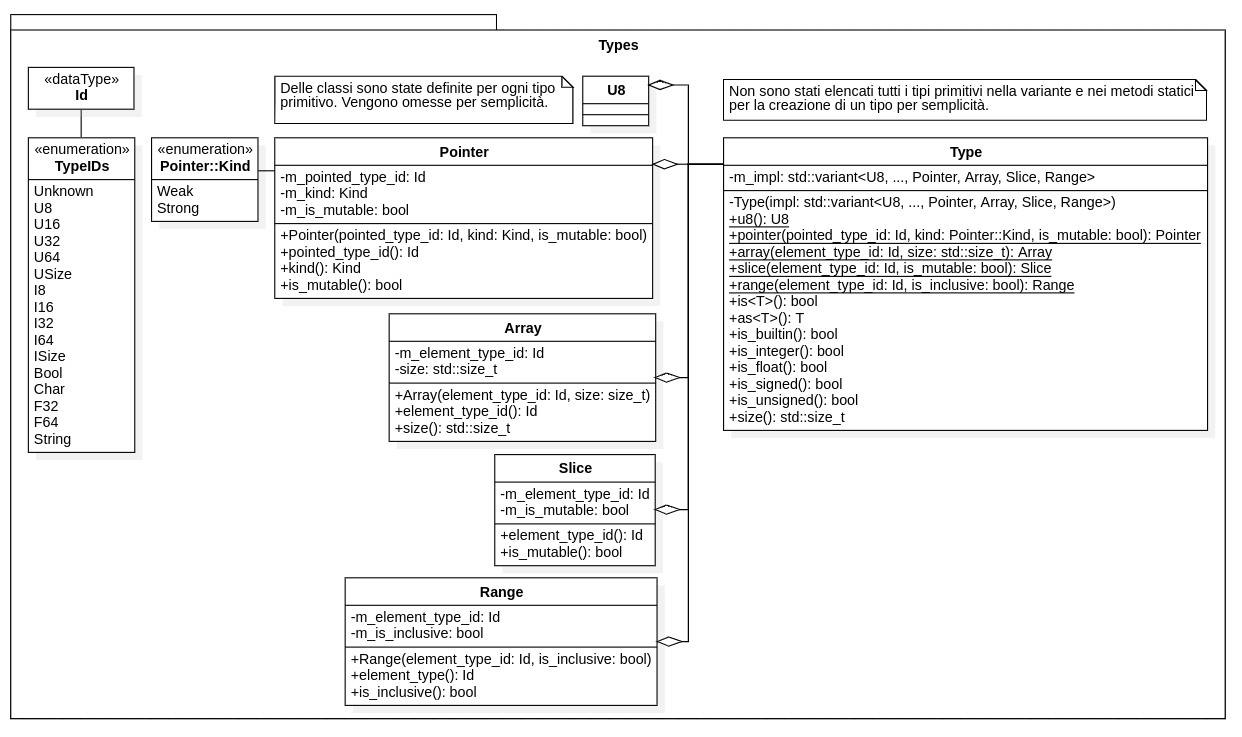 Types
«dataType»
Id
Delle classi sono state definite per ogni tipo
primitivo. Vengono omesse per semplicità.
U8
Non sono stati elencati tutti i tipi primitivi nella variante e nei metodi statici
per la creazione di un tipo per semplicità.
«enumeration»
TypeIDs
Unknown
U8
U16
U32
U64
USize
I8
I16
I32
I64
ISize
Bool
Char
F32
F64
String
«enumeration»
Pointer::Kind
Weak
Strong
Pointer
-m_pointed_type_id: Id
-m_kind: Kind
-m_is_mutable: bool
+Pointer(pointed_type_id: Id, kind: Kind, is_mutable: bool)
+pointed_type_id(): Id
+kind(): Kind
+is_mutable(): bool
Type
-m_impl: std::variant<U8, ..., Pointer, Array, Slice, Range>
-Type(impl: std::variant<U8, ..., Pointer, Array, Slice, Range>)
+u8(): U8
+pointer(pointed_type_id: Id, kind: Pointer::Kind, is_mutable: bool): Pointer
+array(element_type_id: Id, size: std::size_t): Array
+slice(element_type_id: Id, is_mutable: bool): Slice
+range(element_type_id: Id, is_inclusive: bool): Range
+is<T>(): bool
+as<T>(): T
+is_builtin(): bool
+is_integer(): bool
+is_float(): bool
+is_signed(): bool
+is_unsigned(): bool
+size(): std::size_t
Array
-m_element_type_id: Id
-size: std::size_t
+Array(element_type_id: Id, size: size_t)
+element_type_id(): Id
+size(): std::size_t
Slice
-m_element_type_id: Id
-m_is_mutable: bool
+element_type_id(): Id
+is_mutable(): bool
Range
-m_element_type_id: Id
-m_is_inclusive: bool
+Range(element_type_id: Id, is_inclusive: bool)
+element_type(): Id
+is_inclusive(): bool